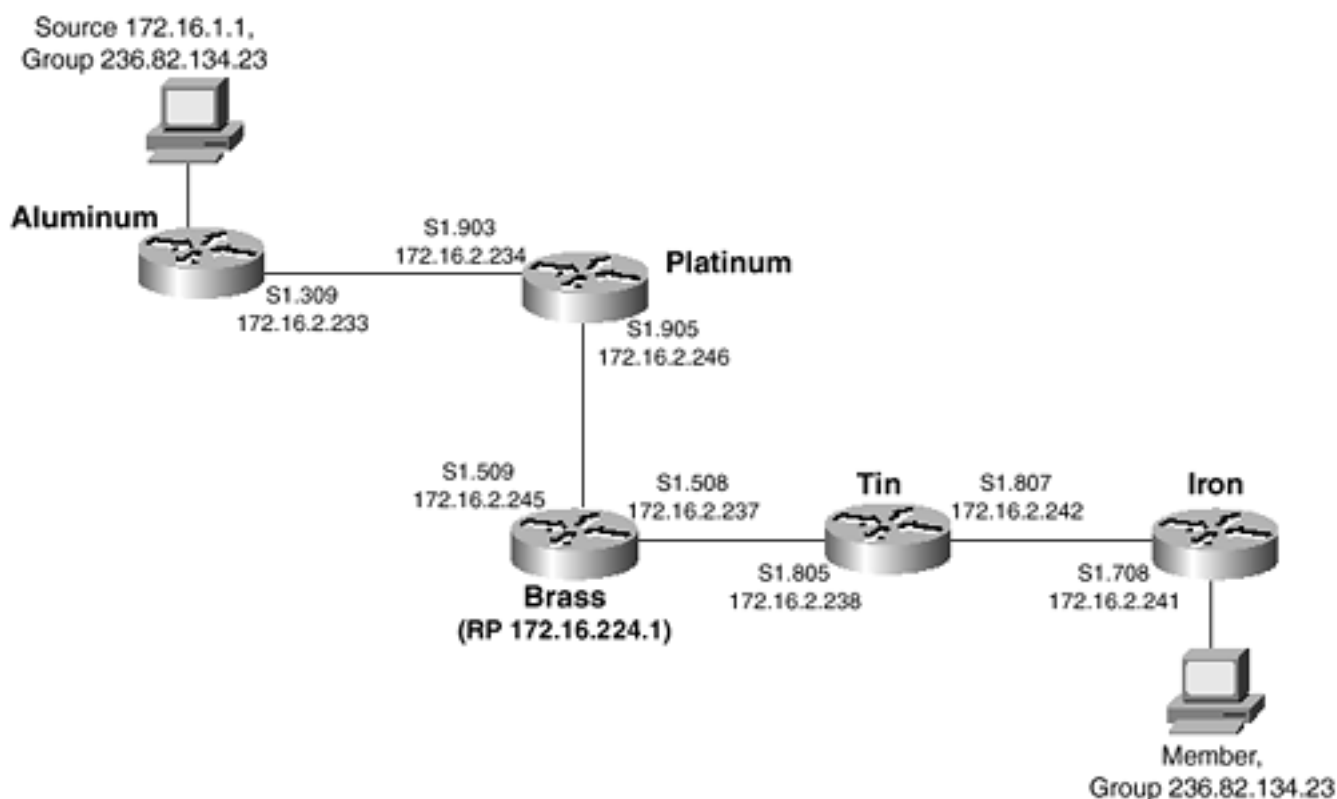 Source 172.16.1.1,
Group 236.82.134.23
Aluminum
S1.903
172.16.2.234
Platinum
S1.309
172.16.2.233
S1.905
172.16.2.246
S1.509
172.16.2.245
S1.508
172.16.2.237
Tin
S1.807
172.16.2.242
Iron
S1.805
172.16.2.238
S1.708
172.16.2.241
Brass
(RP 172.16.224.1)
Member,
Group 236.82.134.23